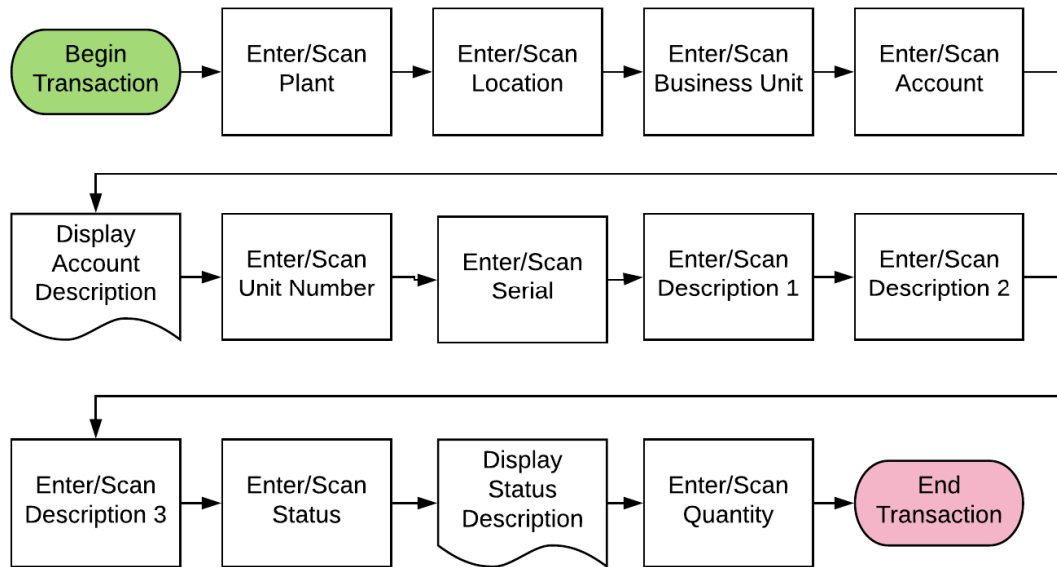 Begin
Transaction
Enter/Scan
Plant
Enter/Scan
Location
Enter/Scan
Business Unit
Enter/Scan
Account
Display
Account
Description
Enter/Scan
Unit Number
Enter/Scan
Serial
Enter/Scan
Description 1
Enter/Scan
Description 2
Enter/Scan
Description 3
Enter/Scan
Status
Display
Status
Description
Enter/Scan
Quantity
End
Transaction